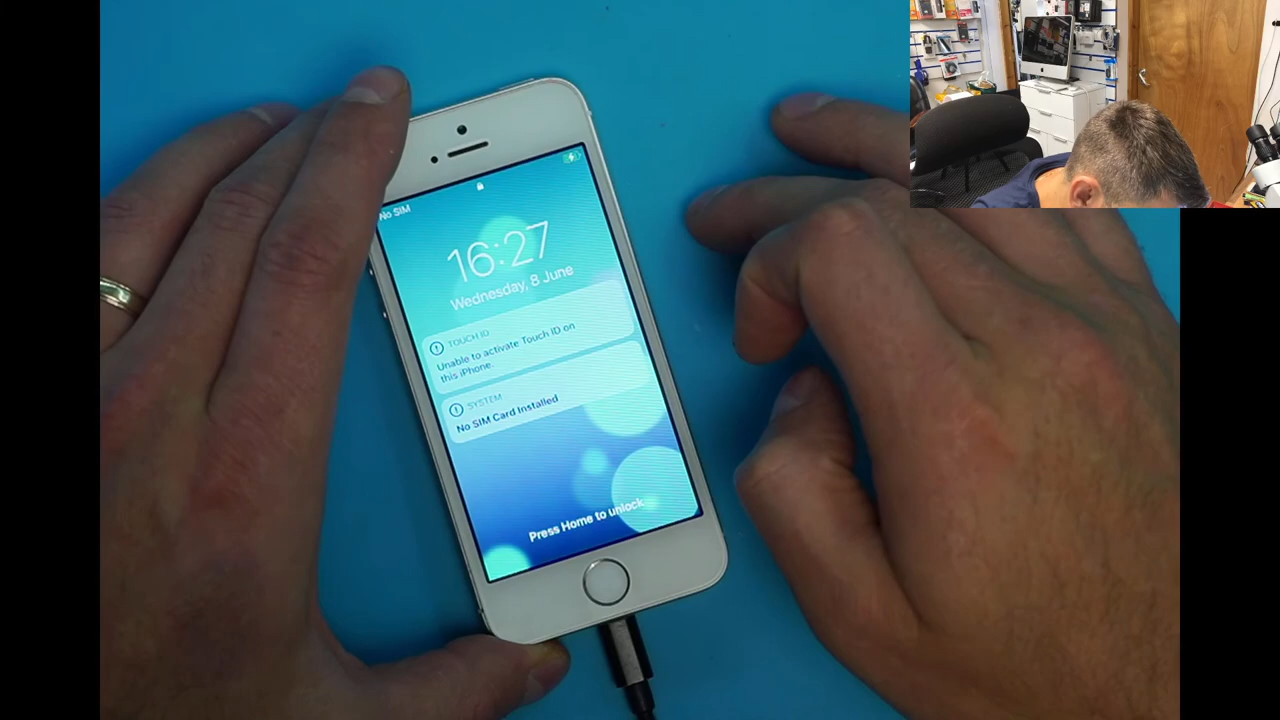 No SIM
16:27
Wednesday, 8 June
TOUCH ID
Unable to activate Touch ID on
this iPhone.
SYSTEM
No SIM Card Installed
Press Home to unlock